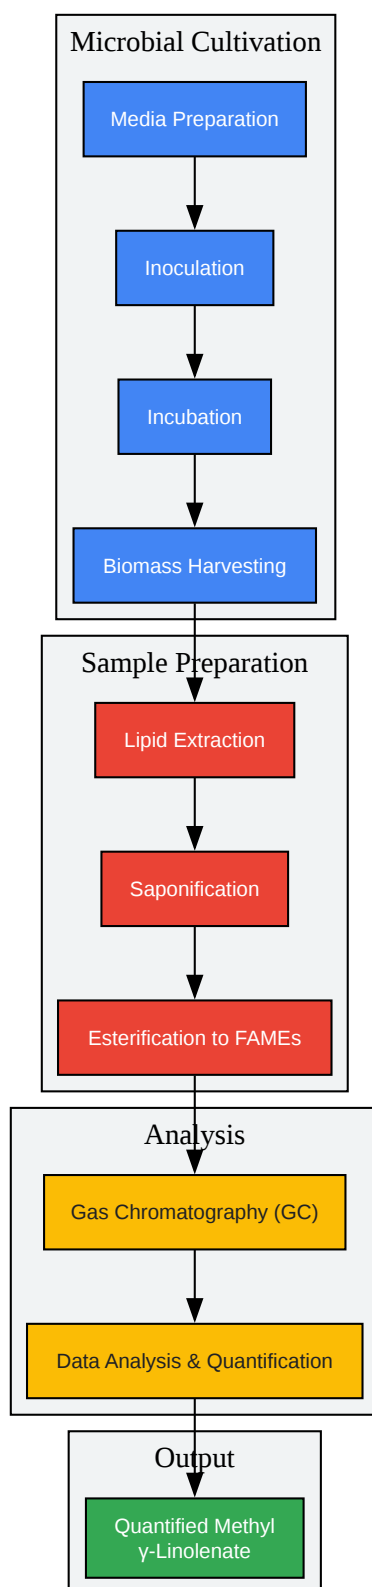 Microbial Cultivation
Media Preparation
Inoculation
Incubation
Biomass Harvesting
Sample Preparation
Lipid Extraction
Saponification
Esterification to FAMEs
Analysis
Gas Chromatography (GC)
Data Analysis & Quantification
Output
Quantified Methyl
γ-Linolenate